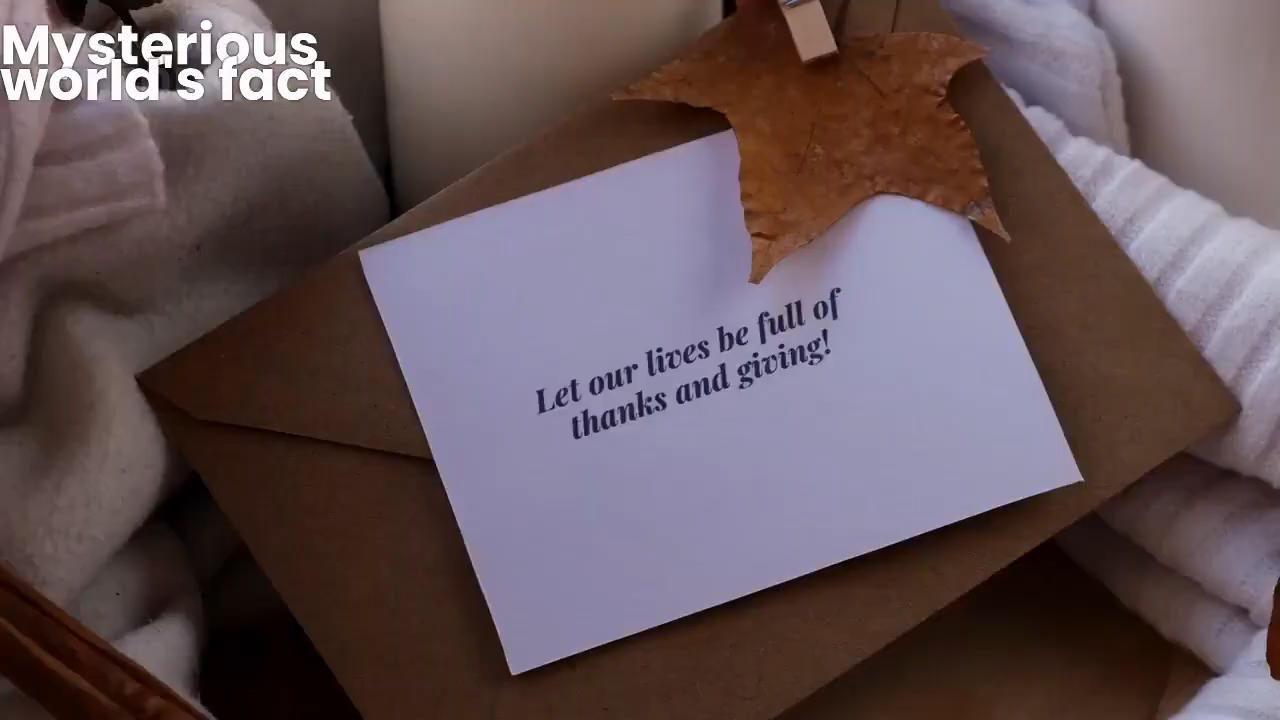 Mysterious
world's fact
Let our lives be full of
thanks and giving!